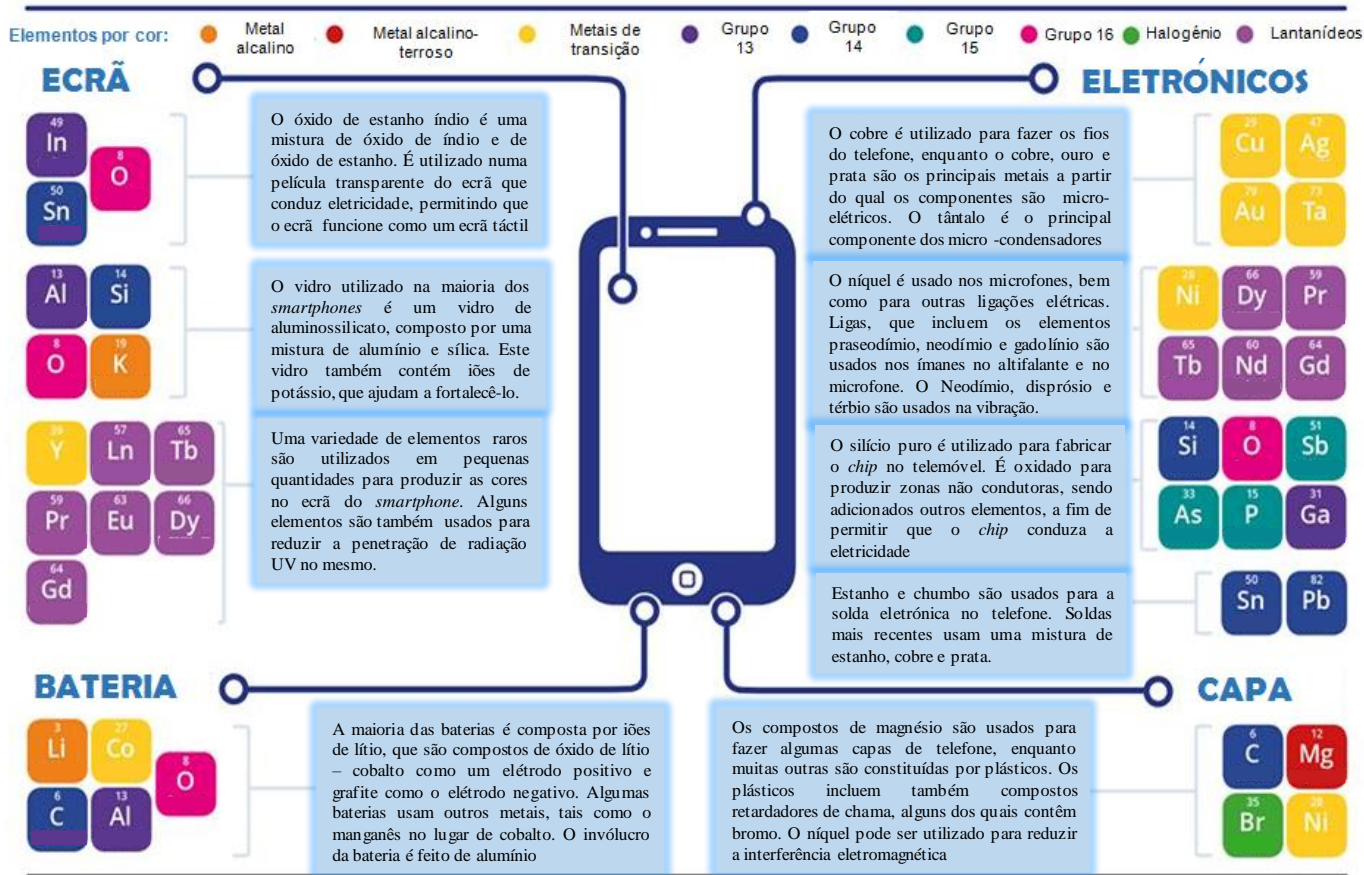 Elementos por cor:
Metal
alcalino
Metal alcalino-
terroso
Metais de
transição
Grupo
13
Grupo
14
Grupo
15
Grupo 16
Halogénio
Lantanídeos
ECRÃ
49
In
8
O
50
Sn
O óxido de estanho índio é uma
mistura de óxido de índio e de
óxido de estanho. É utilizado numa
película transparente do ecrã que
conduz eletricidade, permitindo que
o ecrã funcione como um ecrã táctil
13
Al
14
Si
8
O
19
K
O vidro utilizado na maioria dos
smartphones é um vidro de
aluminossilicato, composto por uma
mistura de alumínio e sílica. Este
vidro também contém iões de
potássio, que ajudam a fortalecê-lo.
39
Y
57
Ln
65
Tb
59
Pr
63
Eu
66
Dy
64
Gd
Uma variedade de elementos raros
são utilizados em pequenas
quantidades para produzir as cores
no ecrã do smartphone. Alguns
elementos são também usados para
reduzir a penetração de radiação
UV no mesmo.
ELETRÓNICOS
O cobre é utilizado para fazer os fios
do telefone, enquanto o cobre, ouro e
prata são os principais metais a partir
do qual os componentes são micro-
elétricos. O tântalo é o principal
componente dos micro -condensadores
29
Cu
47
Ag
79
Au
73
Ta
O níquel é usado nos microfones, bem
como para outras ligações elétricas.
Ligas, que incluem os elementos
praseodímio, neodímio e gadolínio são
usados nos ímanes no altifalante e no
microfone. O Neodímio, disprósio e
térbio são usados na vibração.
28
Ni
66
Dy
59
Pr
65
Tb
60
Nd
64
Gd
O silício puro é utilizado para fabricar
o chip no telemóvel. É oxidado para
produzir zonas não condutoras, sendo
adicionados outros elementos, a fim de
permitir que o chip conduza a
eletricidade
14
Si
8
O
51
Sb
33
As
15
P
31
Ga
Estanho e chumbo são usados para a
solda eletrónica no telefone. Soldas
mais recentes usam uma mistura de
estanho, cobre e prata.
50
Sn
82
Pb
BATERIA
3
Li
27
Co
8
O
6
C
13
Al
A maioria das baterias é composta por iões
de lítio, que são compostos de óxido de lítio
– cobalto como um elétrodo positivo e
grafite como o elétrodo negativo. Algumas
baterias usam outros metais, tais como o
manganês no lugar de cobalto. O invólucro
da bateria é feito de alumínio
CAPA
Os compostos de magnésio são usados para
fazer algumas capas de telefone, enquanto
muitas outras são constituídas por plásticos. Os
plásticos incluem também compostos
retardadores de chama, alguns dos quais contêm
bromo. O níquel pode ser utilizado para reduzir
a interferência eletromagnética
6
C
12
Mg
35
Br
28
Ni